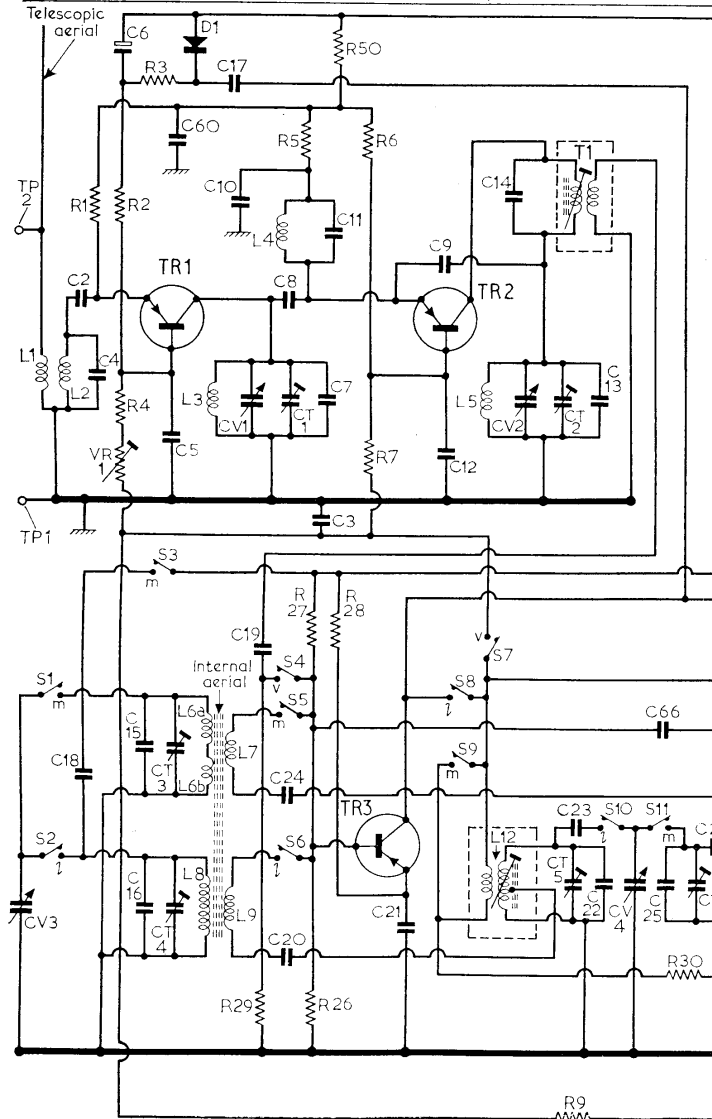 Telescopic
aerial
C6
D1
R50
R3
C17
C60
R5
R6
T1
C10
C14
TP
2
R1
R2
L4
C11
C9
C2
TR1
C8
TR2
L1
L2
C4
L3
CV1
CT
1
C7
L5
CV2
CT
2
C
13
R4
VR
1
C5
R7
C12
TP1
C3
S3
m
R
27
R
28
v
S7
C19
Internal
aerial
S4
v
S1
m
S5
m
S8
l
L6a
C
15
CT
3
L6b
L7
C66
S9
m
C18
C24
TR3
S2
l
S6
l
L12
C23
S10
l
S11
m
C2
L8
C
16
CT
4
L9
CT
5
C
22
CV
4
C
25
C
CV3
C21
C20
R30
R29
R26
R9